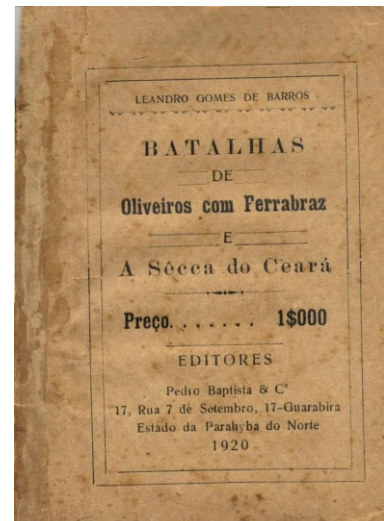 LEANDRO GOMES DE BARROS
BATALHAS
DE
Oliveiros com Ferrabraz
E
A Sêcca do Ceará
Preço. . . . . . . 1$000
EDITORES
Pedro Baptista & Cª
17, Rua 7 de Setembro, 17-Guarabira
Estado da Parahyba do Norte
1920